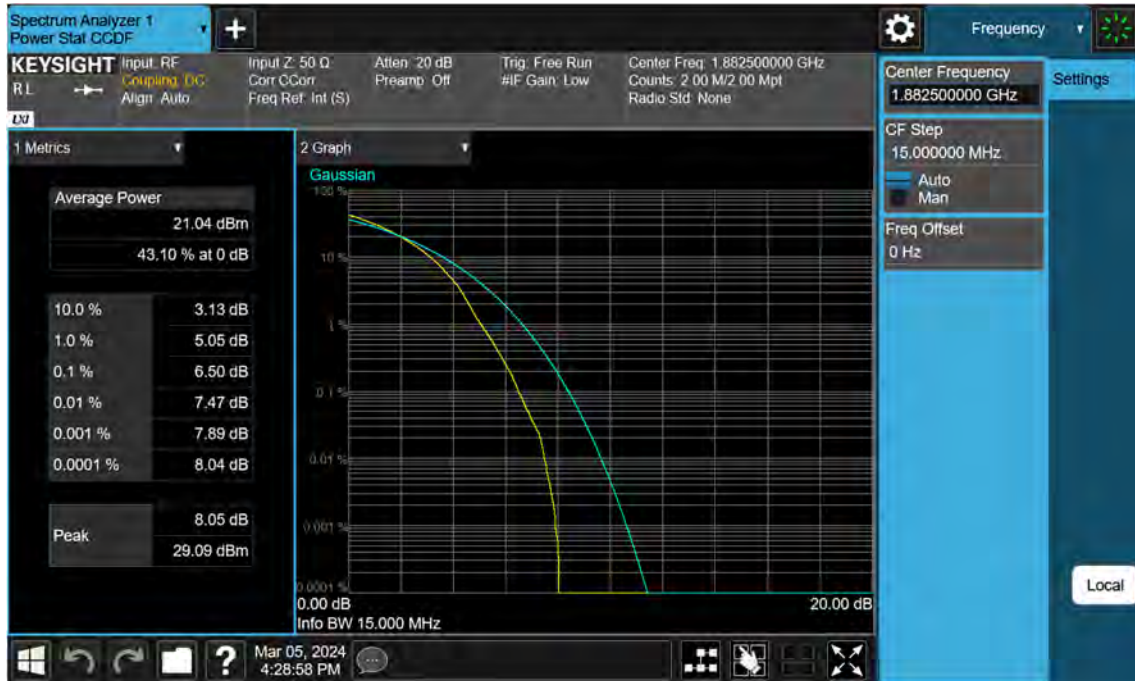 Spectrum Analyzer 1
Power Stat CCDF
+
Frequency
KEYSIGHT
RL
LXI
Input: RF
Coupling: DC
Align: Auto
Input Z: 50 Ω
Corr CCorr
Freq Ref: Int (S)
Atten: 20 dB
Preamp: Off
Trig: Free Run
#IF Gain: Low
Center Freq: 1.882500000 GHz
Counts: 2.00 M/2.00 Mpt
Radio Std: None
Center Frequency
1.882500000 GHz
Settings
CF Step
15.000000 MHz
Auto
Man
Freq Offset
0 Hz
1 Metrics
Average Power
21.04 dBm
43.10 % at 0 dB
10.0 % 3.13 dB
1.0 % 5.05 dB
0.1 % 6.50 dB
0.01 % 7.47 dB
0.001 % 7.89 dB
0.0001 % 8.04 dB
Peak
8.05 dB
29.09 dBm
2 Graph
Gaussian
100 %
10 %
1 %
0.1 %
0.01 %
0.001 %
0.0001 %
0.00 dB
20.00 dB
Info BW 15.000 MHz
Local
?
Mar 05, 2024
4:28:58 PM